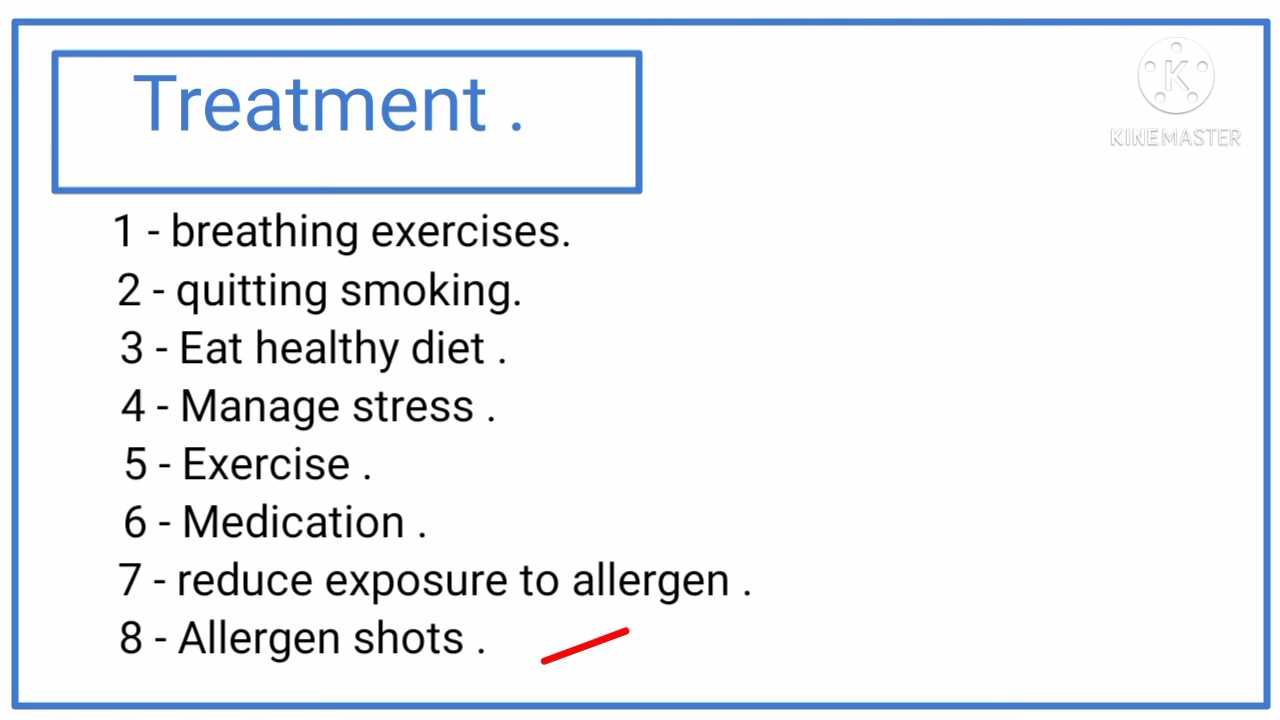 Treatment .
K
KINEMASTER
1 - breathing exercises.
2 - quitting smoking.
3 - Eat healthy diet .
4 - Manage stress .
5 - Exercise .
6 - Medication .
7 - reduce exposure to allergen .
8 - Allergen shots .